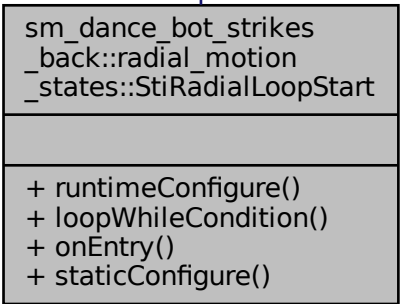 sm_dance_bot_strikes
_back::radial_motion
_states::StiRadialLoopStart
+ runtimeConfigure()
+ loopWhileCondition()
+ onEntry()
+ staticConfigure()